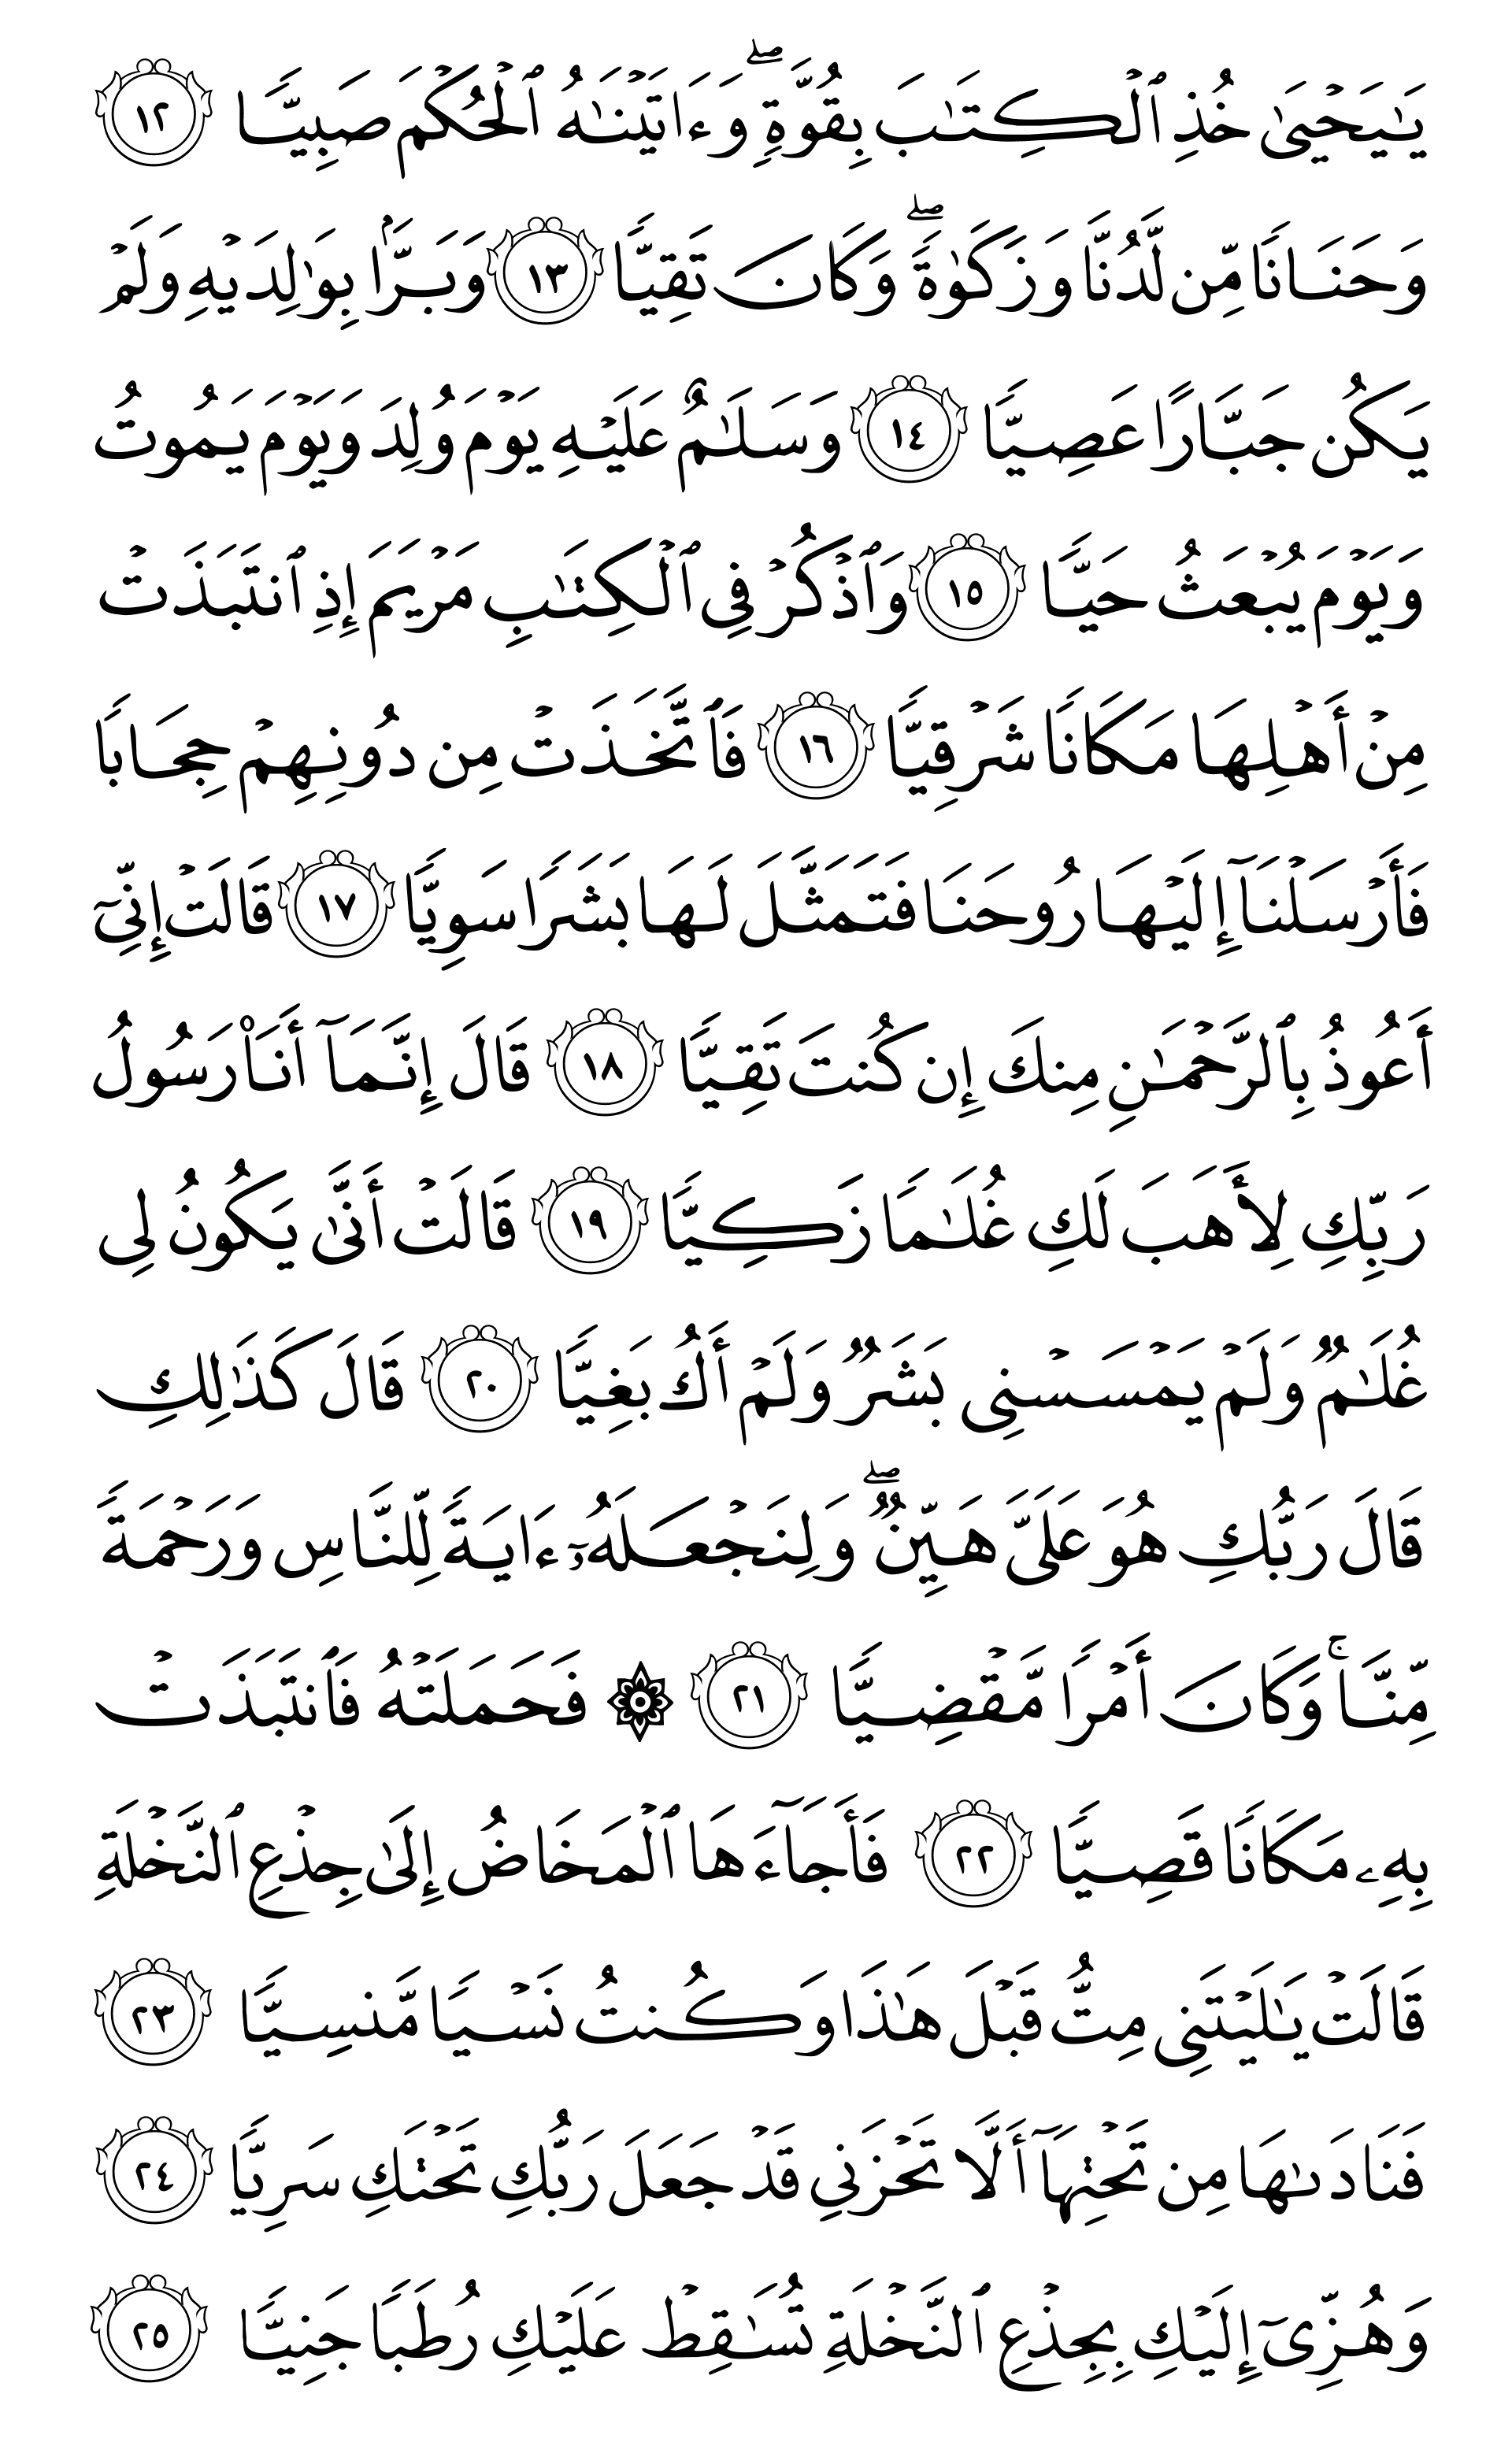 يَـٰيَحۡيَىٰ خُذِ ٱلۡكِتَـٰبَ بِقُوَّةٖۖ وَءَاتَيۡنَـٰهُ ٱلۡحُكۡمَ صَبِيّٗا ١٢
وَحَنَانٗا مِّن لَّدُنَّا وَزَكَوٰةٗۖ وَكَانَ تَقِيّٗا ١٣ وَبَرَّۢا بِوَٰلِدَيۡهِ وَلَمۡ
يَكُن جَبَّارًا عَصِيّٗا ١٤ وَسَلَـٰمٌ عَلَيۡهِ يَوۡمَ وُلِدَ وَيَوۡمَ يَمُوتُ
وَيَوۡمَ يُبۡعَثُ حَيّٗا ١٥ وَٱذۡكُرۡ فِي ٱلۡكِتَـٰبِ مَرۡيَمَ إِذِ ٱنتَبَذَتۡ
مِنۡ أَهۡلِهَا مَكَانٗا شَرۡقِيّٗا ١٦ فَٱتَّخَذَتۡ مِن دُونِهِمۡ حِجَابٗا
فَأَرۡسَلۡنَآ إِلَيۡهَا رُوحَنَا فَتَمَثَّلَ لَهَا بَشَرٗا سَوِيّٗا ١٧ قَالَتۡ إِنِّيٓ
أَعُوذُ بِٱلرَّحۡمَـٰنِ مِنكَ إِن كُنتَ تَقِيّٗا ١٨ قَالَ إِنَّمَآ أَنَا۠ رَسُولُ
رَبِّكِ لِأَهَبَ لَكِ غُلَـٰمٗا زَكِيّٗا ١٩ قَالَتۡ أَنَّىٰ يَكُونُ لِي
غُلَـٰمٞ وَلَمۡ يَمۡسَسۡنِي بَشَرٞ وَلَمۡ أَكُ بَغِيّٗا ٢٠ قَالَ كَذَٰلِكِ
قَالَ رَبُّكِ هُوَ عَلَيَّ هَيِّنٞۖ وَلِنَجۡعَلَهُۥٓ ءَايَةٗ لِّلنَّاسِ وَرَحۡمَةٗ
مِّنَّاۚ وَكَانَ أَمۡرٗا مَّقۡضِيّٗا ٢١ ۞ فَحَمَلَتۡهُ فَٱنتَبَذَتۡ
بِهِۦ مَكَانٗا قَصِيّٗا ٢٢ فَأَجَآءَهَا ٱلۡمَخَاضُ إِلَىٰ جِذۡعِ ٱلنَّخۡلَةِ
قَالَتۡ يَـٰلَيۡتَنِي مِتُّ قَبۡلَ هَـٰذَا وَكُنتُ نَسۡيٗا مَّنسِيّٗا ٢٣
فَنَادَىٰهَا مِن تَحۡتِهَآ أَلَّا تَحۡزَنِي قَدۡ جَعَلَ رَبُّكِ تَحۡتَكِ سَرِيّٗا ٢٤
وَهُزِّيٓ إِلَيۡكِ بِجِذۡعِ ٱلنَّخۡلَةِ تُسَـٰقِطۡ عَلَيۡكِ رُطَبٗا جَنِيّٗا ٢٥